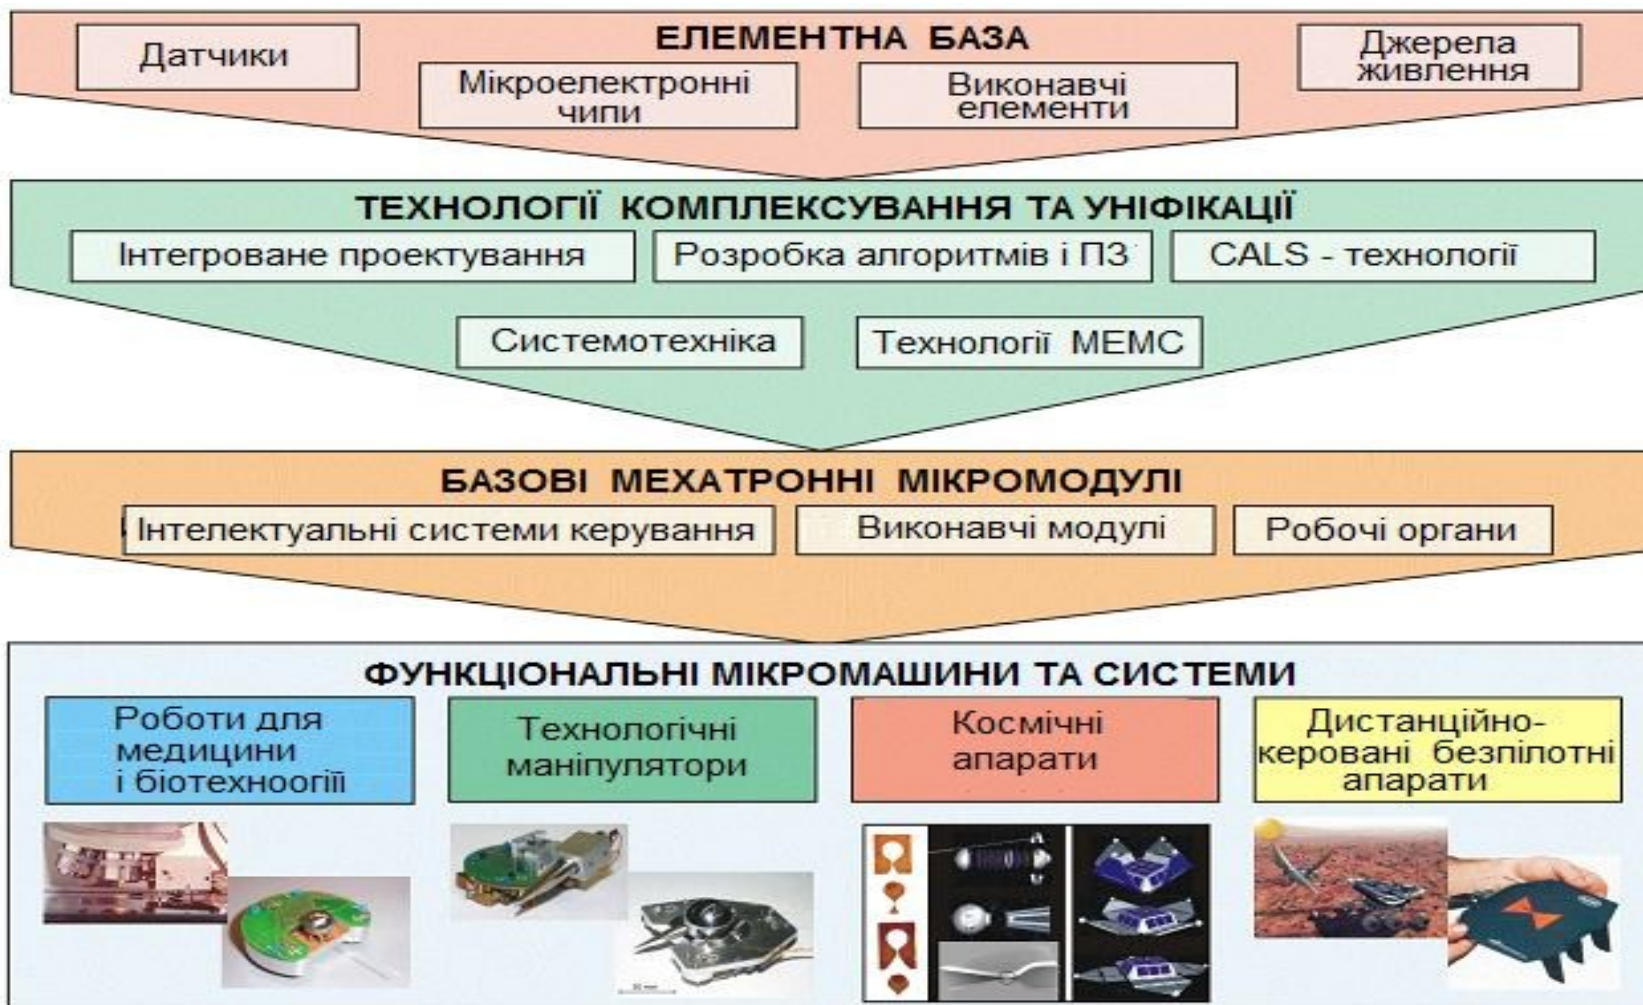 ЕЛЕМЕНТНА БАЗА
Датчики
Мікроелектронні
чипи
Виконавчі
елементи
Джерела
живлення
ТЕХНОЛОГІЇ КОМПЛЕКСУВАННЯ ТА УНІФІКАЦІЇ
Інтегроване проектування
Розробка алгоритмів і ПЗ
CALS - технології
Системотехніка
Технології МЕМС
БАЗОВІ МЕХАТРОННІ МІКРОМОДУЛІ
Інтелектуальні системи керування
Виконавчі модулі
Робочі органи
ФУНКЦІОНАЛЬНІ МІКРОМАШИНИ ТА СИСТЕМИ
Роботи для
медицини
і біотехноогіїі
Технологічні
маніпулятори
Космічні
апарати
Дистанційно-
керовані безпілотні
апарати